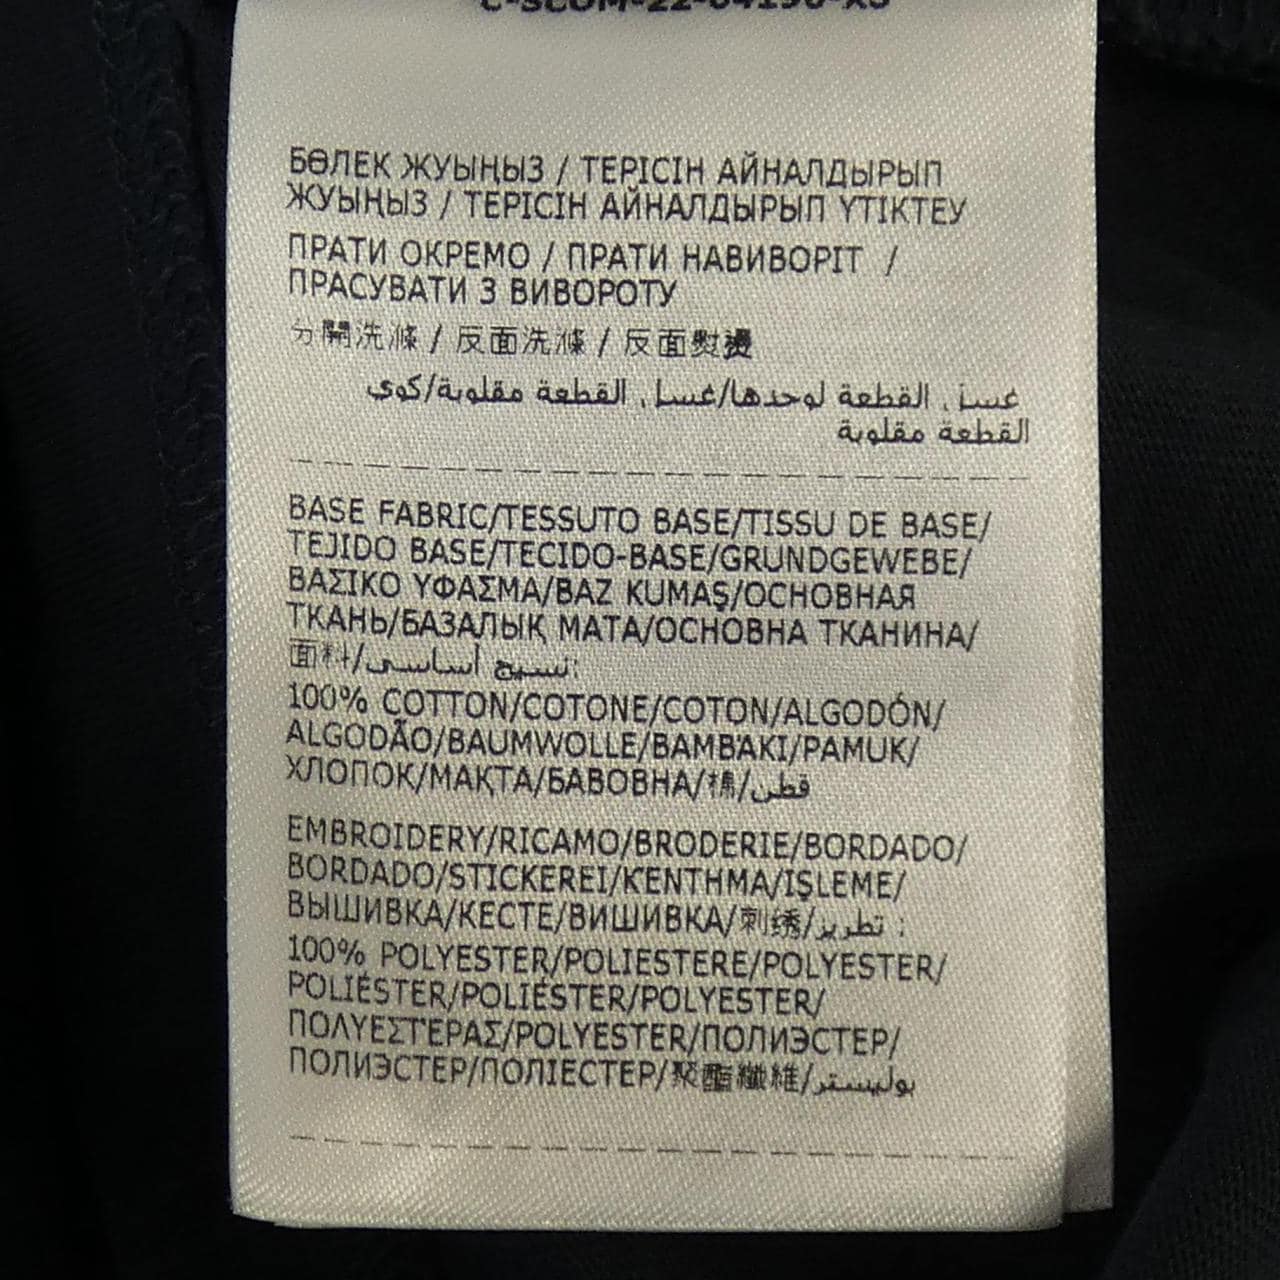 БӨЛЕК ЖУЫҢЫЗ / ТЕРІСІН АЙНАЛДЫРЫП
ЖУЫҢЫЗ / ТЕРІСІН АЙНАЛДЫРЫП ҮТІКТЕУ
ПРАТИ ОКРЕМО / ПРАТИ НАВИВОРІТ /
ПРАСУВАТИ З ВИВОРОТУ
分開洗滌 / 反面洗滌 / 反面熨燙
غسل القطعة لوحدها/غسل القطعة مقلوبة/كوي
القطعة مقلوبة
BASE FABRIC/TESSUTO BASE/TISSU DE BASE/
TEJIDO BASE/TECIDO-BASE/GRUNDGEWEBE/
ΒΑΣΙΚΟ ΥΦΑΣΜΑ/BAZ KUMAŞ/ОСНОВНАЯ
ТКАНЬ/БАЗАЛЫҚ МАТА/ОСНОВНА ТКАНИНА/
面料/نسيج أساسي:
100% COTTON/COTONE/COTON/ALGODÓN/
ALGODÃO/BAUMWOLLE/ΒΑΜΒΆΚΙ/PAMUK/
ХЛОПОК/МАҚТА/БАВОВНА/棉/قطن
EMBROIDERY/RICAMO/BRODERIE/BORDADO/
BORDADO/STICKEREI/ΚΈΝΤΗΜΑ/IŞLEME/
ВЫШИВКА/КЕСТЕ/ВИШИВКА/刺绣/تطريز :
100% POLYESTER/POLIESTERE/POLYESTER/
POLIÉSTER/POLIÉSTER/POLYESTER/
ΠΟΛΥΕΣΤΕΡΑΣ/POLYESTER/ПОЛИЭСТЕР/
ПОЛИЭСТЕР/ПОЛІЕСТЕР/聚酯纖維/بوليستر